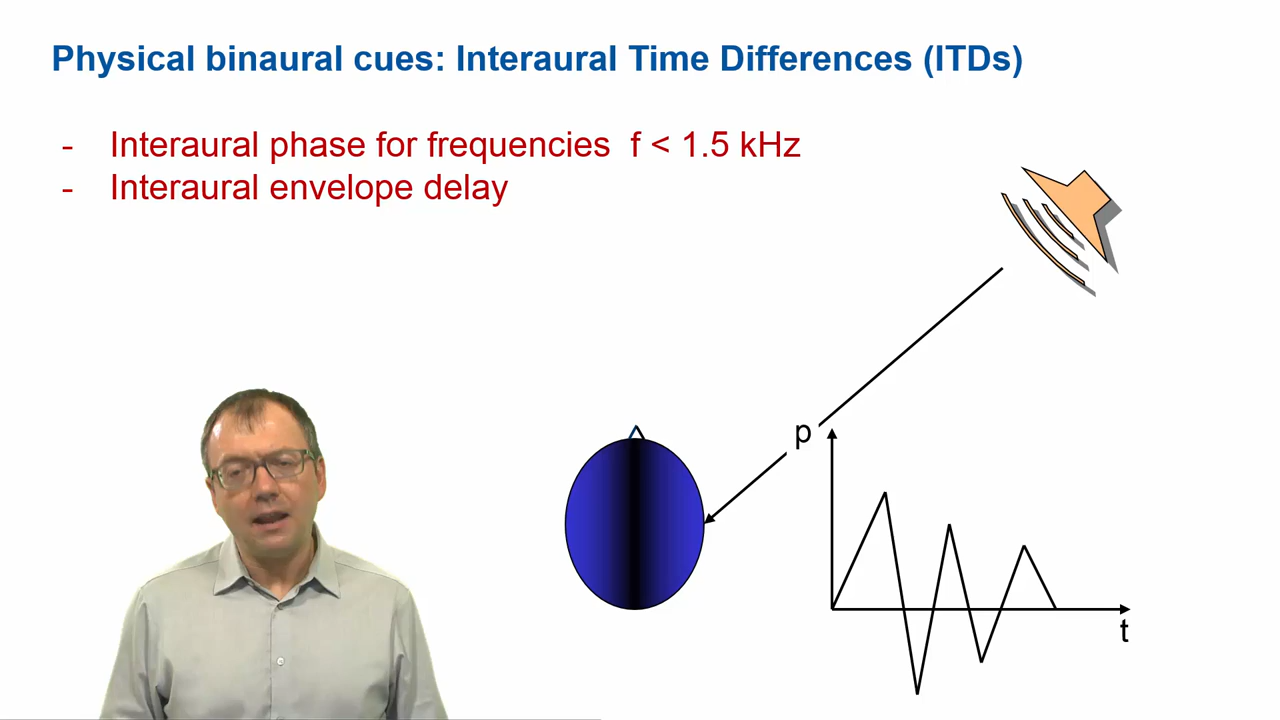 Physical binaural cues: Interaural Time Differences (ITDs)
- Interaural phase for frequencies f < 1.5 kHz
- Interaural envelope delay
p
t